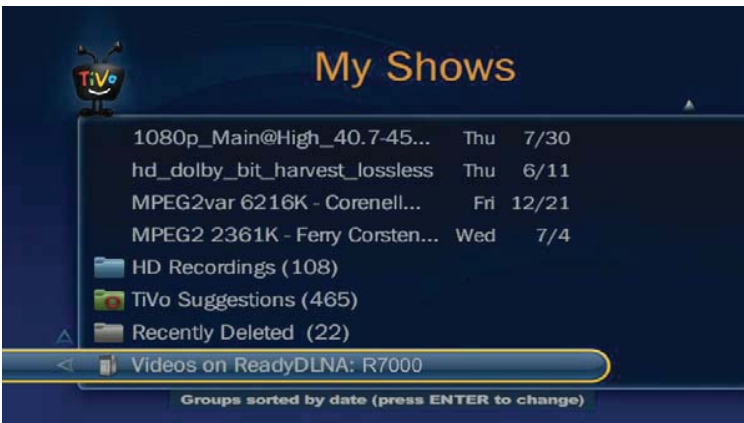 TiVo
My Shows
1080p_Main@High_40.7-45... Thu 7/30
hd_dolby_bit_harvest_lossless Thu 6/11
MPEG2var 6216K - Corenell... Fri 12/21
MPEG2 2361K - Ferry Corsten... Wed 7/4
HD Recordings (108)
TiVo Suggestions (465)
Recently Deleted (22)
Videos on ReadyDLNA: R7000
Groups sorted by date (press ENTER to change)